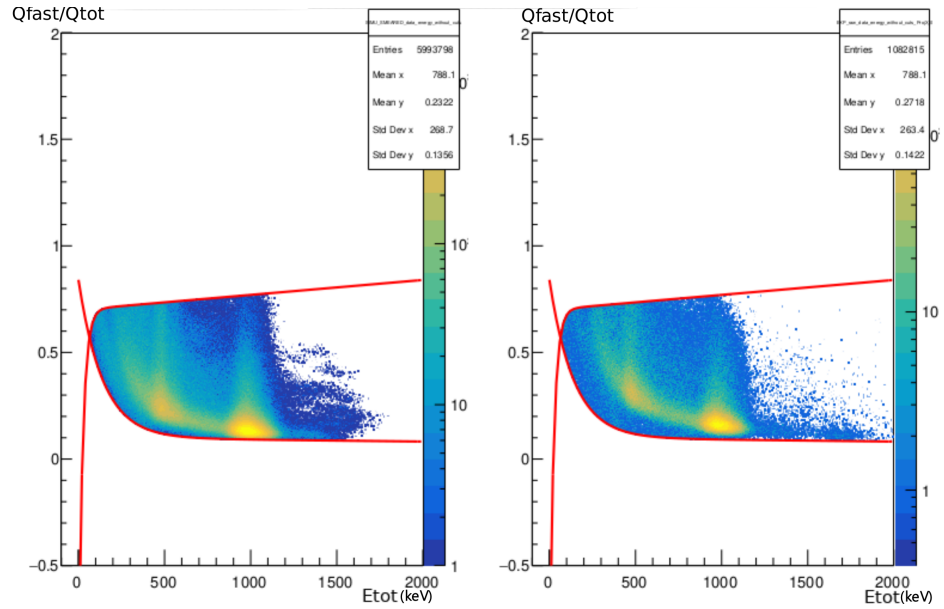 Qfast/Qtot
2
1.5
1
0.5
0
−0.5
0
500
1000
1500
2000
Etot(keV)
Entries 5993798
Mean x 788.1
Mean y 0.2322
Std Dev x 268.7
Std Dev y 0.1356
10²
10
1
Qfast/Qtot
2
1.5
1
0.5
0
−0.5
0
500
1000
1500
2000
Etot(keV)
Entries 1082815
Mean x 788.1
Mean y 0.2718
Std Dev x 263.4
Std Dev y 0.1422
10
1